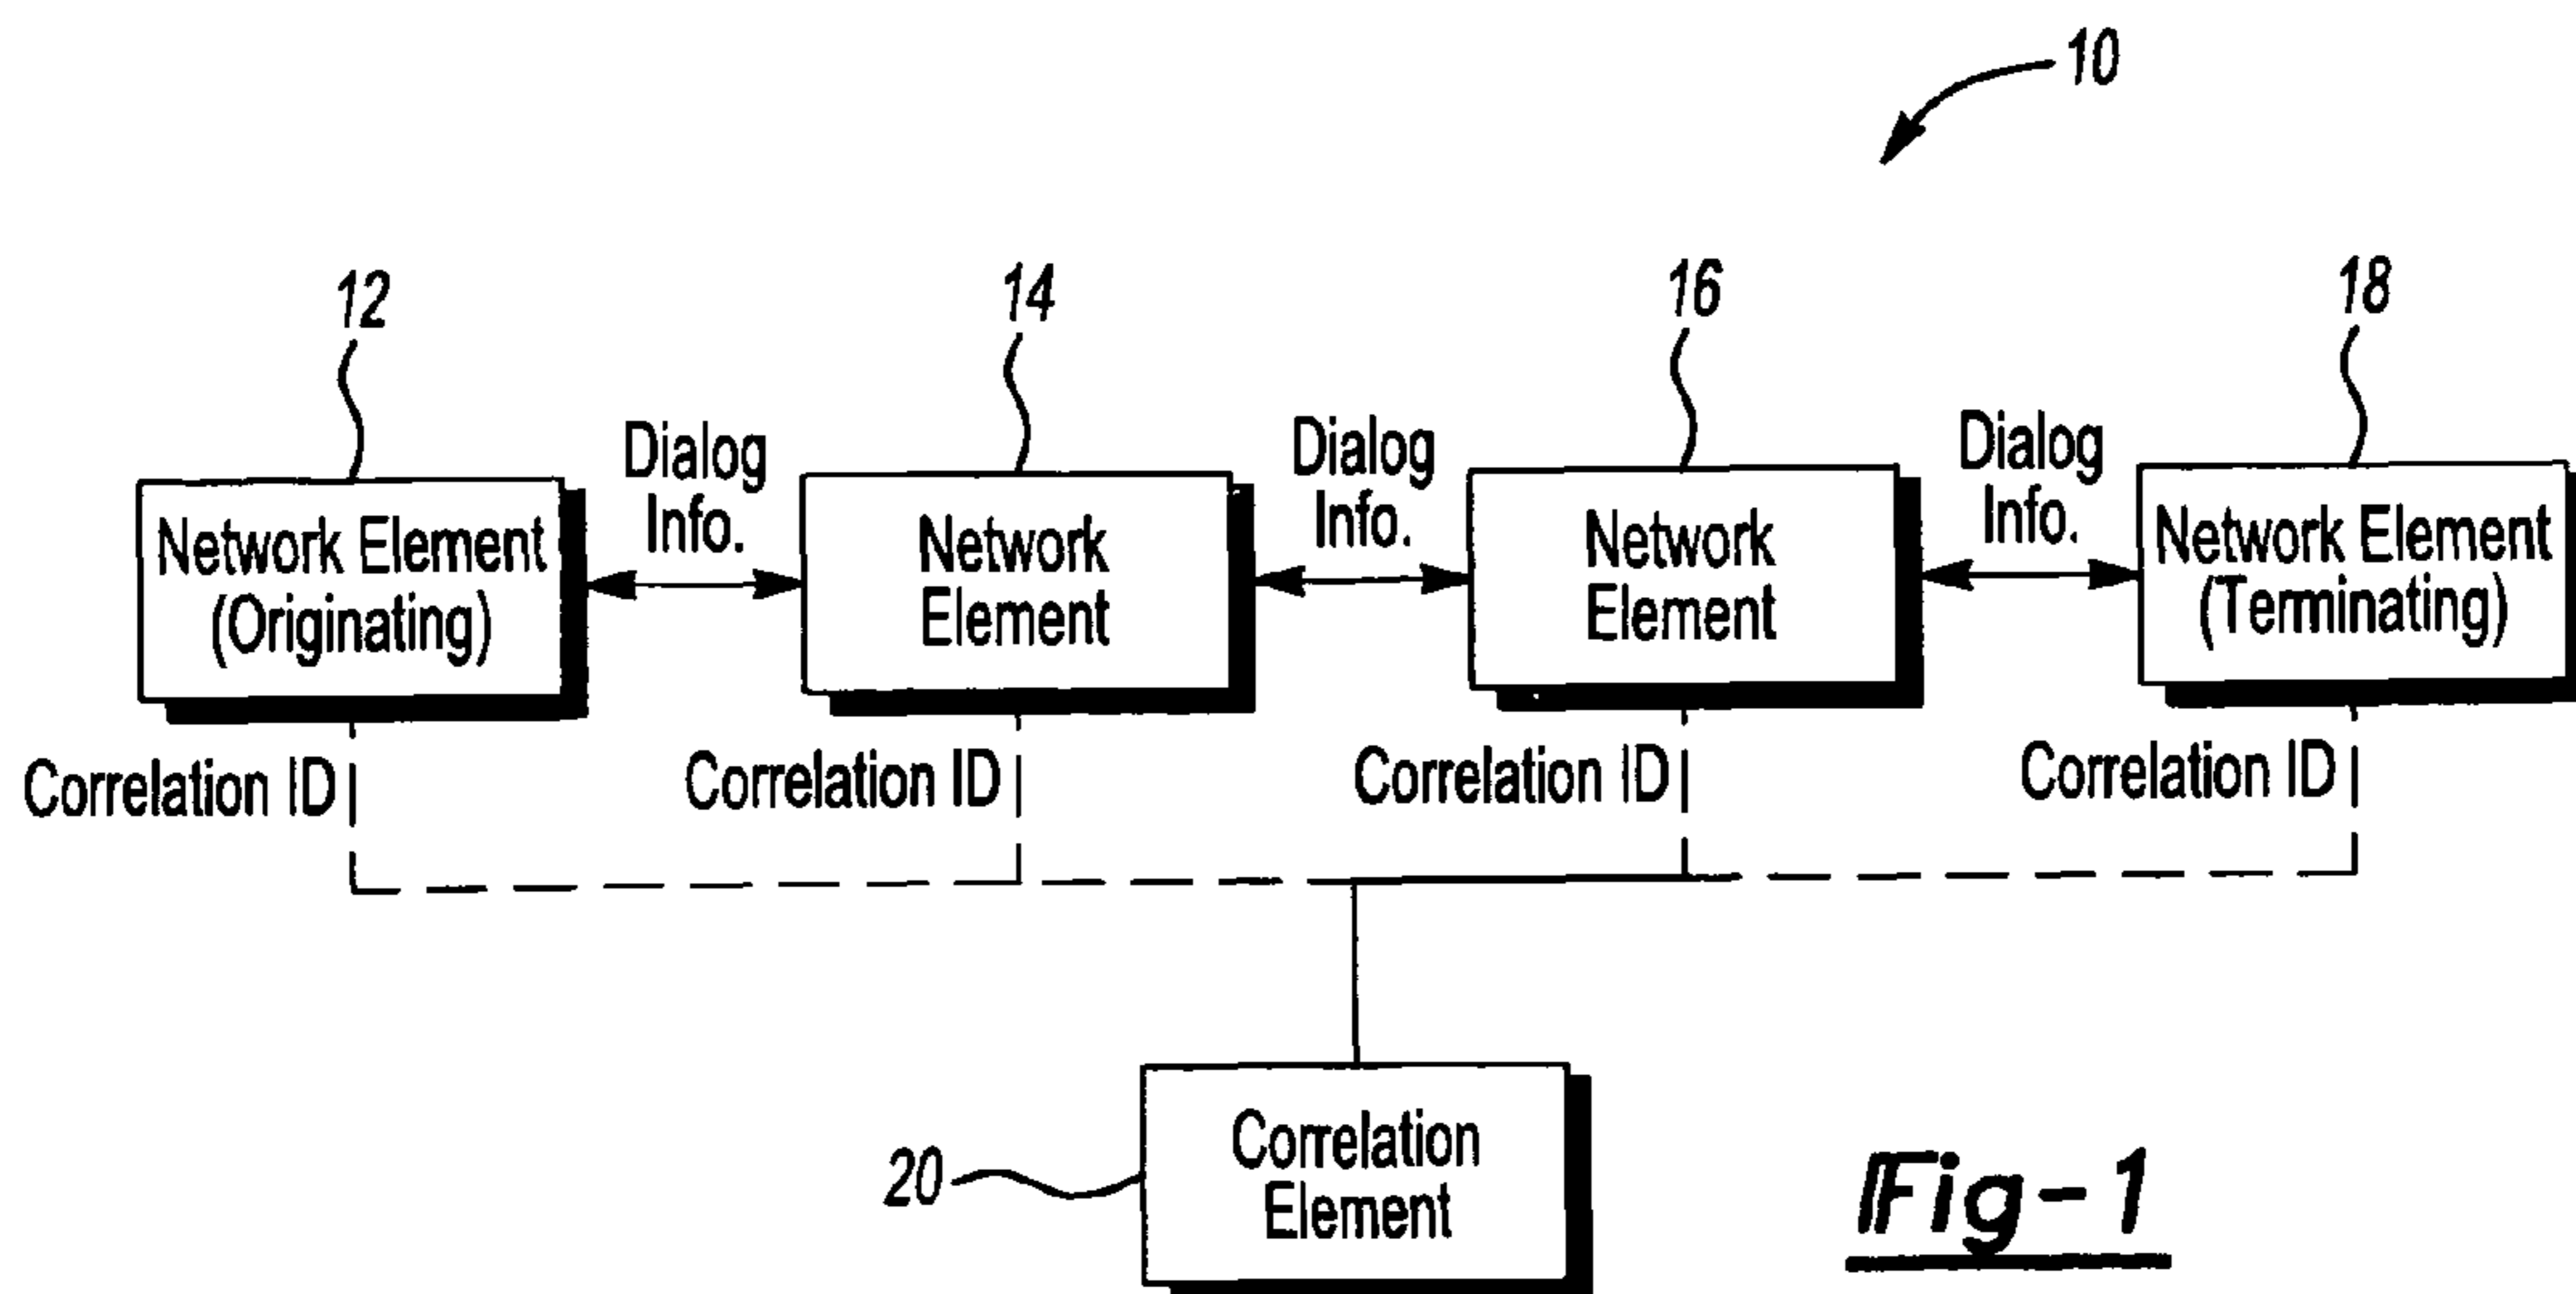 10
12
14
16
18
Dialog
Info.
Dialog
Info.
Dialog
Info.
Network Element
(Originating)
Network
Element
Network
Element
Network Element
(Terminating)
Correlation ID
Correlation ID
Correlation ID
Correlation ID
20
Correlation
Element
Fig-1